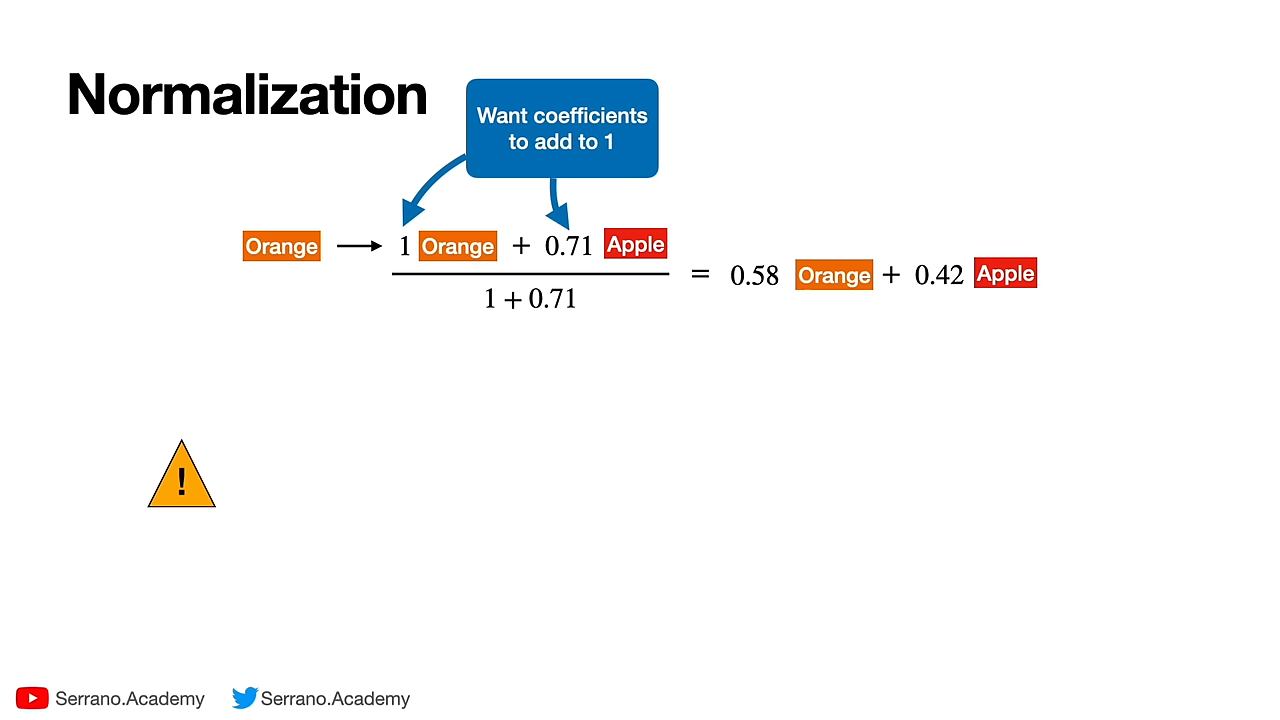 Normalization
Want coefficients
to add to 1
Orange → 1 Orange + 0.71 Apple
1 + 0.71
= 0.58 Orange + 0.42 Apple
!
Serrano.Academy Serrano.Academy